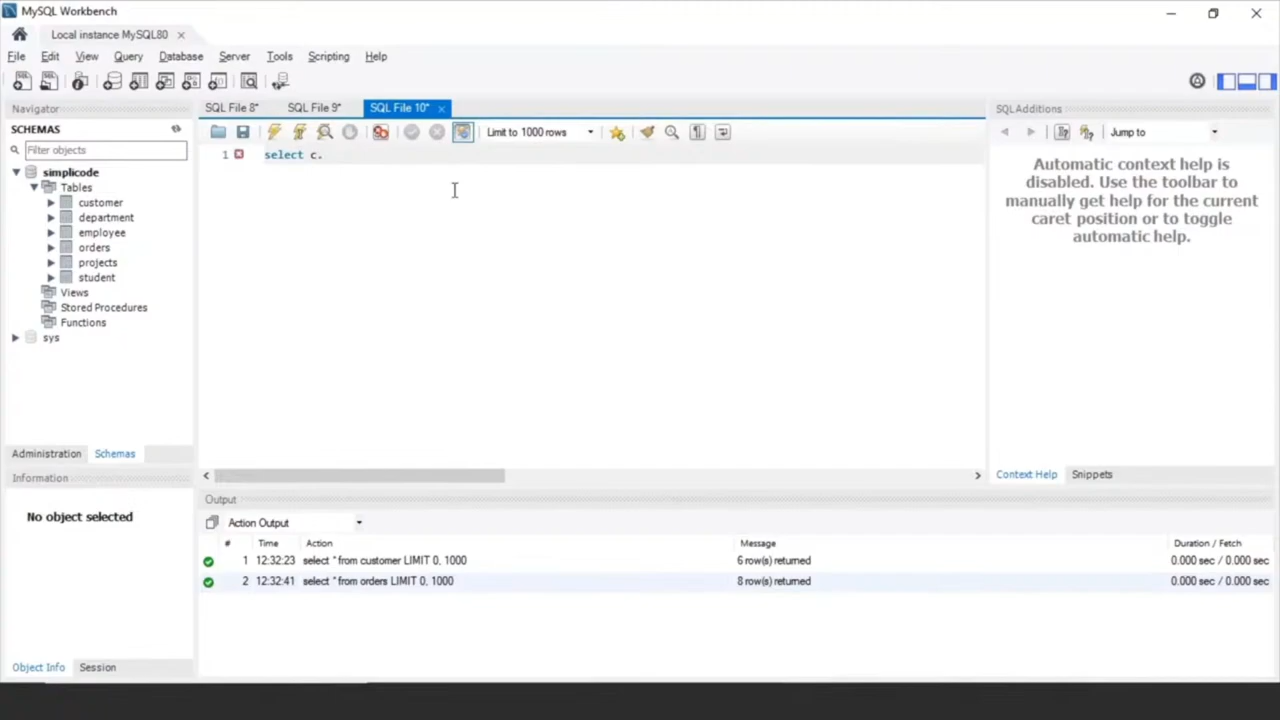 MySQL Workbench
Local instance MySQL80
File Edit View Query Database Server Tools Scripting Help
Navigator
SCHEMAS
Filter objects
simplicode
Tables
customer
department
employee
orders
projects
student
Views
Stored Procedures
Functions
sys
Administration Schemas
Information
No object selected
Object Info Session
SQL File 8* SQL File 9* SQL File 10*
Limit to 1000 rows
1 select c.
SQLAdditions
Jump to
Automatic context help is
disabled. Use the toolbar to
manually get help for the current
caret position or to toggle
automatic help.
Context Help Snippets
Output
Action Output
# Time Action Message Duration / Fetch
1 12:32:23 select * from customer LIMIT 0, 1000 6 row(s) returned 0.000 sec / 0.000 sec
2 12:32:41 select * from orders LIMIT 0, 1000 8 row(s) returned 0.000 sec / 0.000 sec